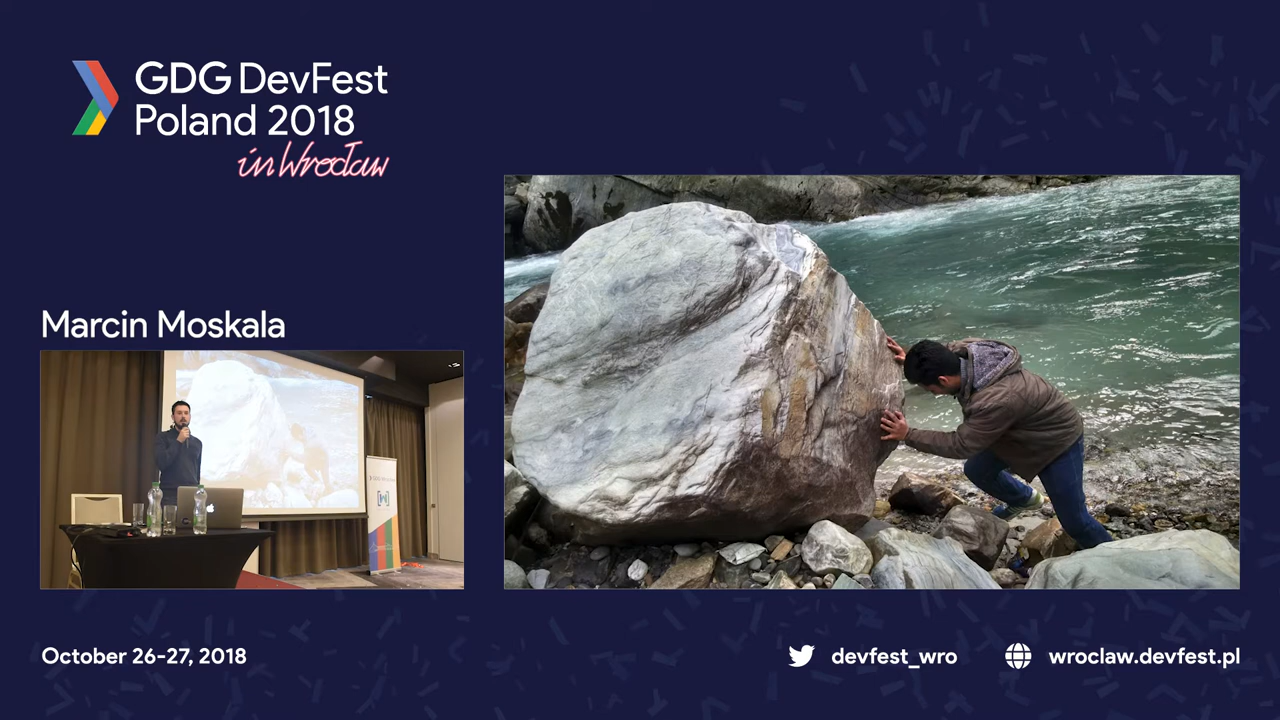 GDG DevFest
Poland 2018
in Wrocław
Marcin Moskala
October 26-27, 2018
devfest_wro
wroclaw.devfest.pl